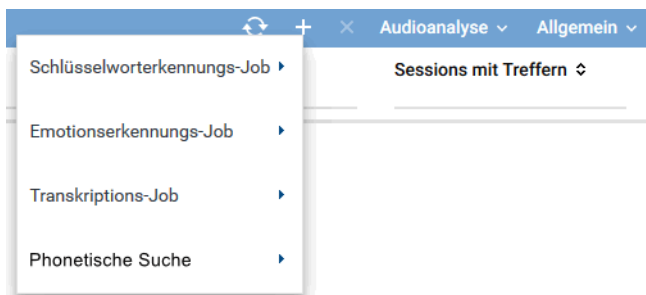 Audioanalyse Allgemein
Schlüsselworterkennungs-Job
Sessions mit Treffern
Emotionserkennungs-Job
Transkriptions-Job
Phonetische Suche